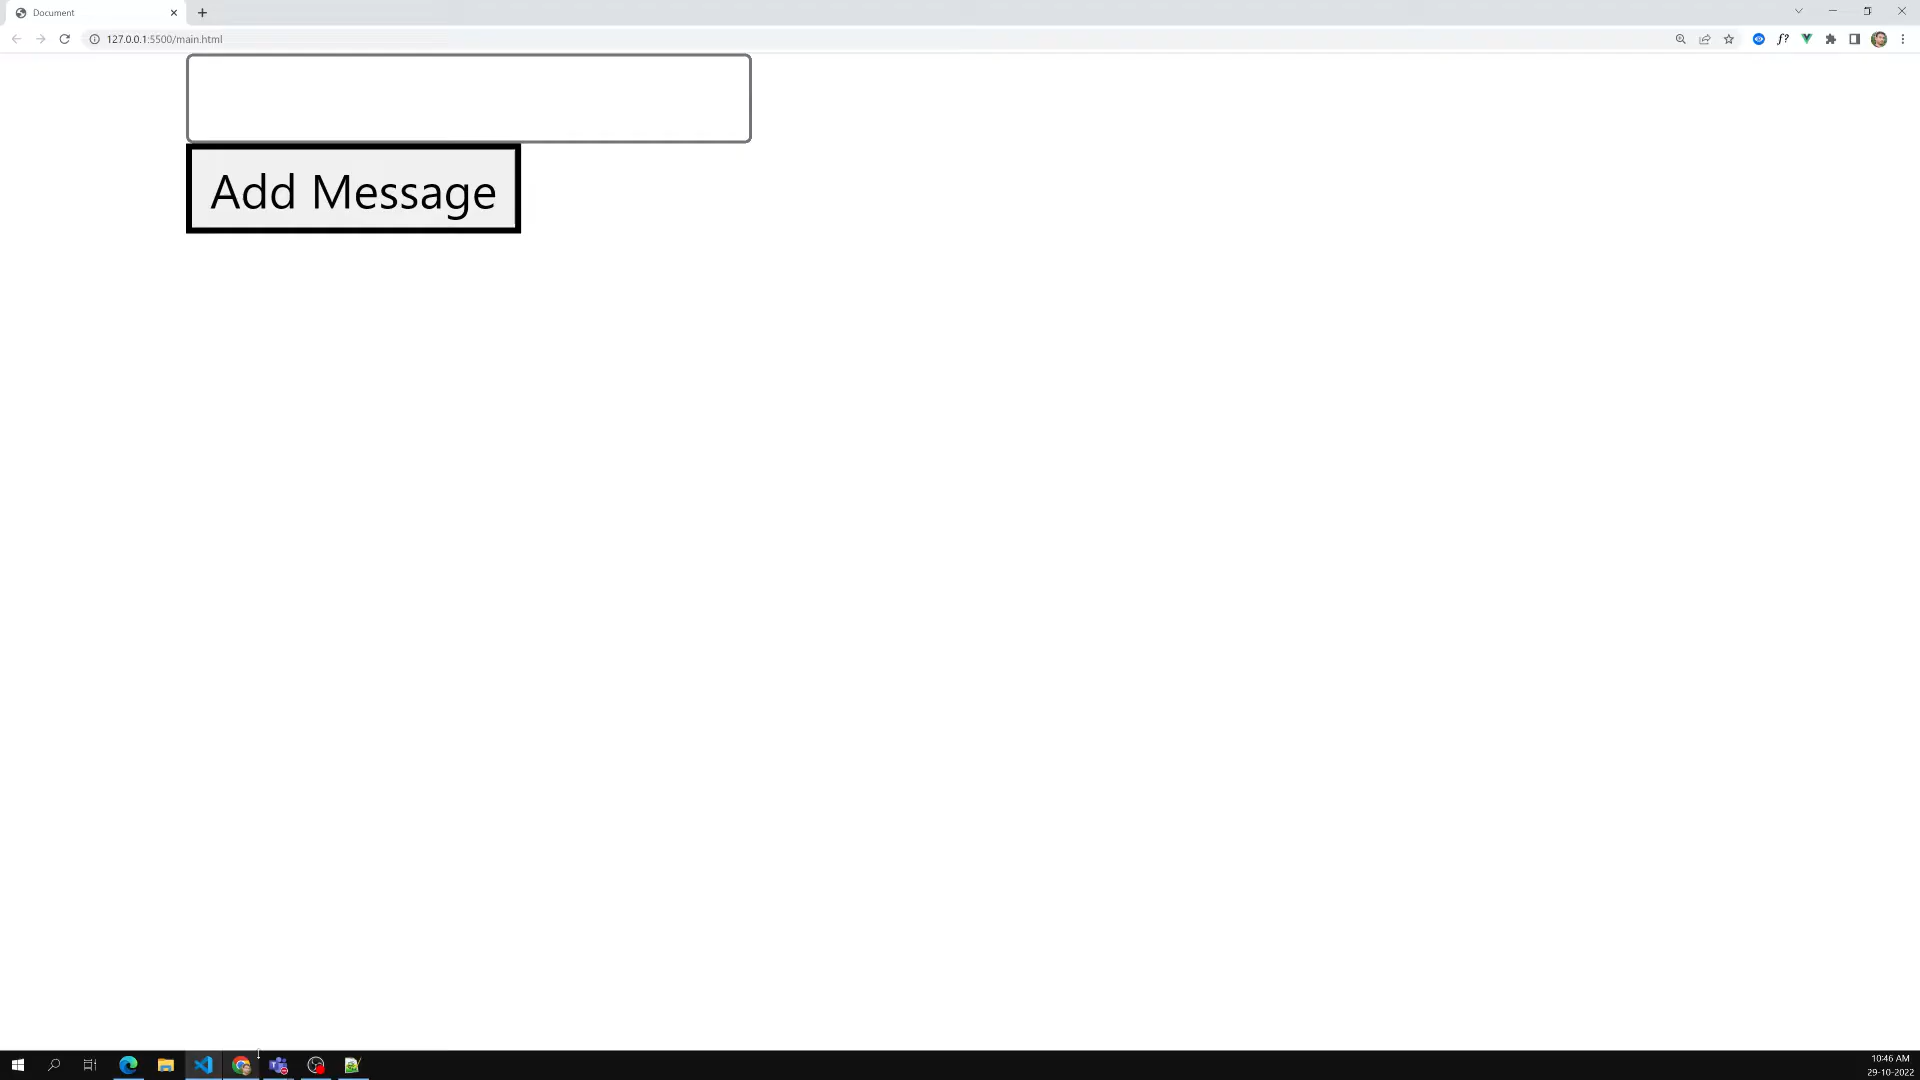 Document
127.0.0.1:5500/main.html
f?
Add Message
10:46 AM
29-10-2022